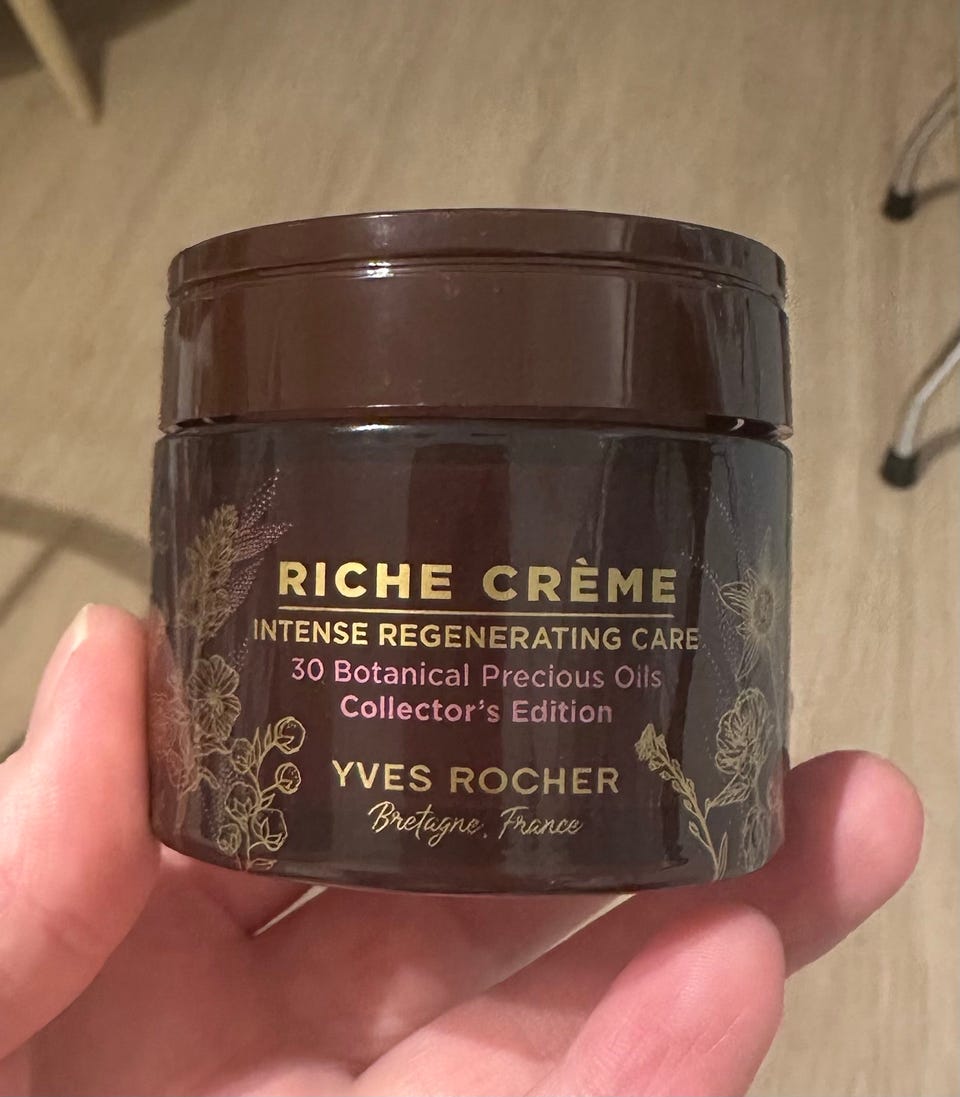 RICHE CRÈME
INTENSE REGENERATING CARE
30 Botanical Precious Oils
Collector's Edition
YVES ROCHER
Bretagne, France